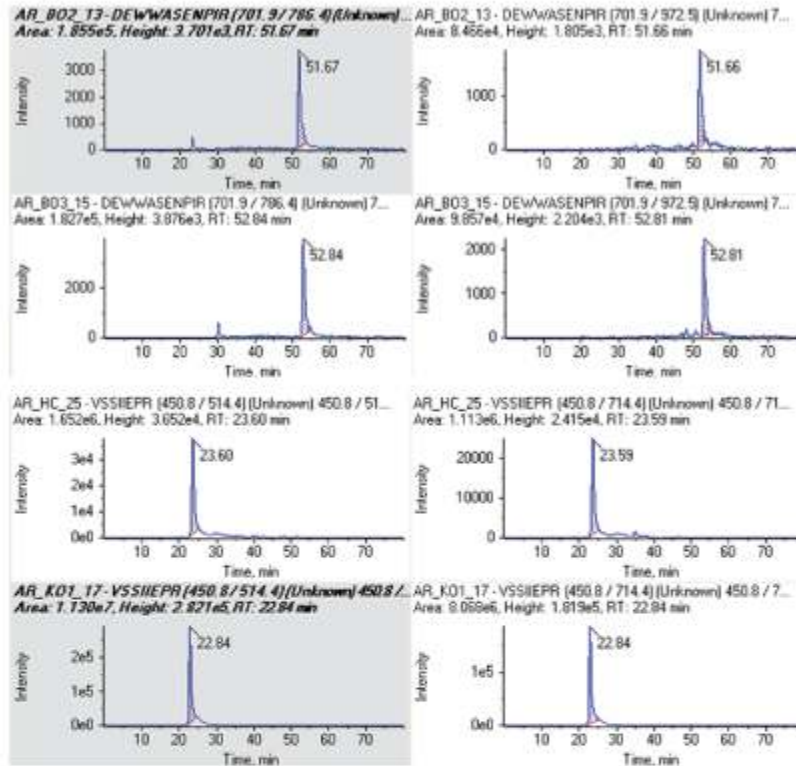 AR_B02_13 - DEWWASENPIR (701.9 / 786.4) (Unknown)...
Area: 1.855e5, Height: 3.701e3, RT: 51.67 min
Intensity
3000
2000
1000
0
51.67
10 20 30 40 50 60 70
Time, min
AR_B02_13 - DEWWASENPIR (701.9 / 972.5) (Unknown) 7...
Area: 8.466e4, Height: 1.805e3, RT: 51.66 min
Intensity
1000
0
51.66
10 20 30 40 50 60 70
Time, min
AR_B03_15 - DEWWASENPIR (701.9 / 786.4) (Unknown) 7...
Area: 1.827e5, Height: 3.876e3, RT: 52.84 min
Intensity
2000
0
52.84
10 20 30 40 50 60 70
Time, min
AR_B03_15 - DEWWASENPIR (701.9 / 972.5) (Unknown) 7...
Area: 9.857e4, Height: 2.204e3, RT: 52.81 min
Intensity
2000
1000
0
52.81
10 20 30 40 50 60 70
Time, min
AR_HC_25 - VSSIIEPR (450.8 / 514.4) (Unknown) 450.8 / 51...
Area: 1.652e6, Height: 3.652e4, RT: 23.60 min
Intensity
3e4
2e4
1e4
0e0
23.60
10 20 30 40 50 60 70
Time, min
AR_HC_25 - VSSIIEPR (450.8 / 714.4) (Unknown) 450.8 / 71...
Area: 1.113e6, Height: 2.415e4, RT: 23.59 min
Intensity
20000
10000
0
23.59
10 20 30 40 50 60 70
Time, min
AR_K01_17 - VSSIIEPR (450.8 / 514.4) (Unknown) 450.8 /...
Area: 1.130e7, Height: 2.821e5, RT: 22.84 min
Intensity
2e5
1e5
0e0
22.84
10 20 30 40 50 60 70
Time, min
AR_K01_17 - VSSIIEPR (450.8 / 714.4) (Unknown) 450.8 / 7...
Area: 8.068e6, Height: 1.819e5, RT: 22.84 min
Intensity
1e5
0e0
22.84
10 20 30 40 50 60 70
Time, min